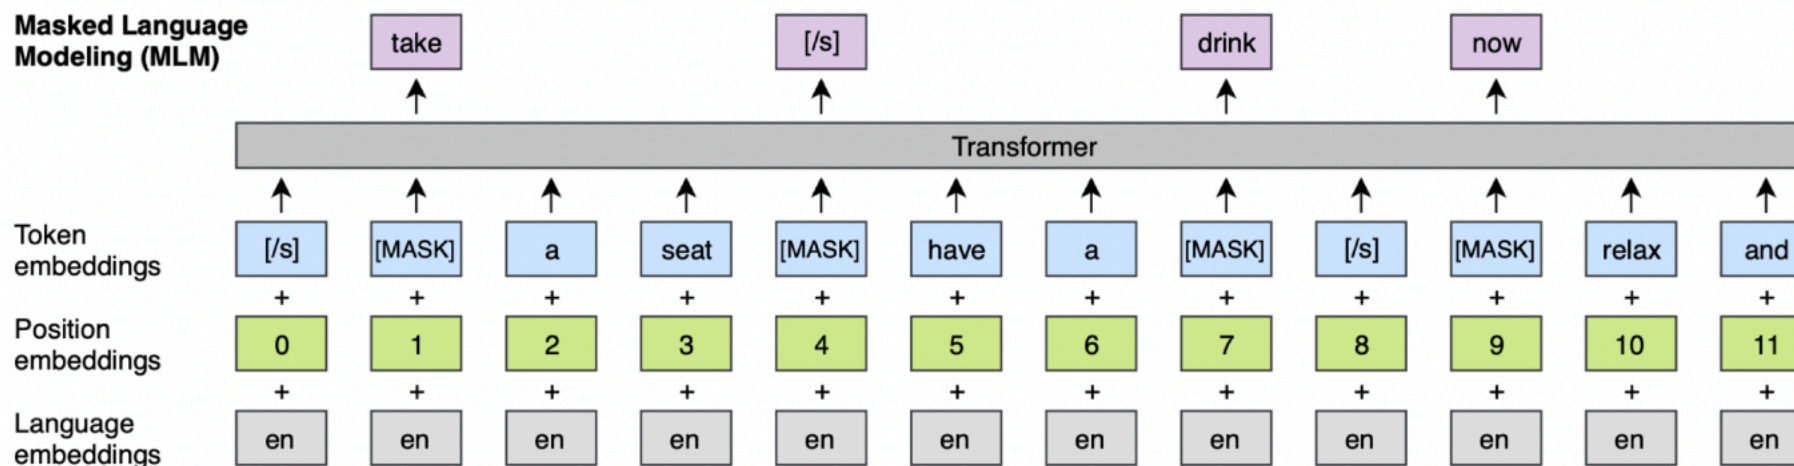 Masked Language
Modeling (MLM)
take [/s] drink now
Transformer
Token
embeddings
[/s] [MASK] a seat [MASK] have a [MASK] [/s] [MASK] relax and
+ + + + + + + + + + + +
Position
embeddings
0 1 2 3 4 5 6 7 8 9 10 11
+ + + + + + + + + + + +
Language
embeddings
en en en en en en en en en en en en